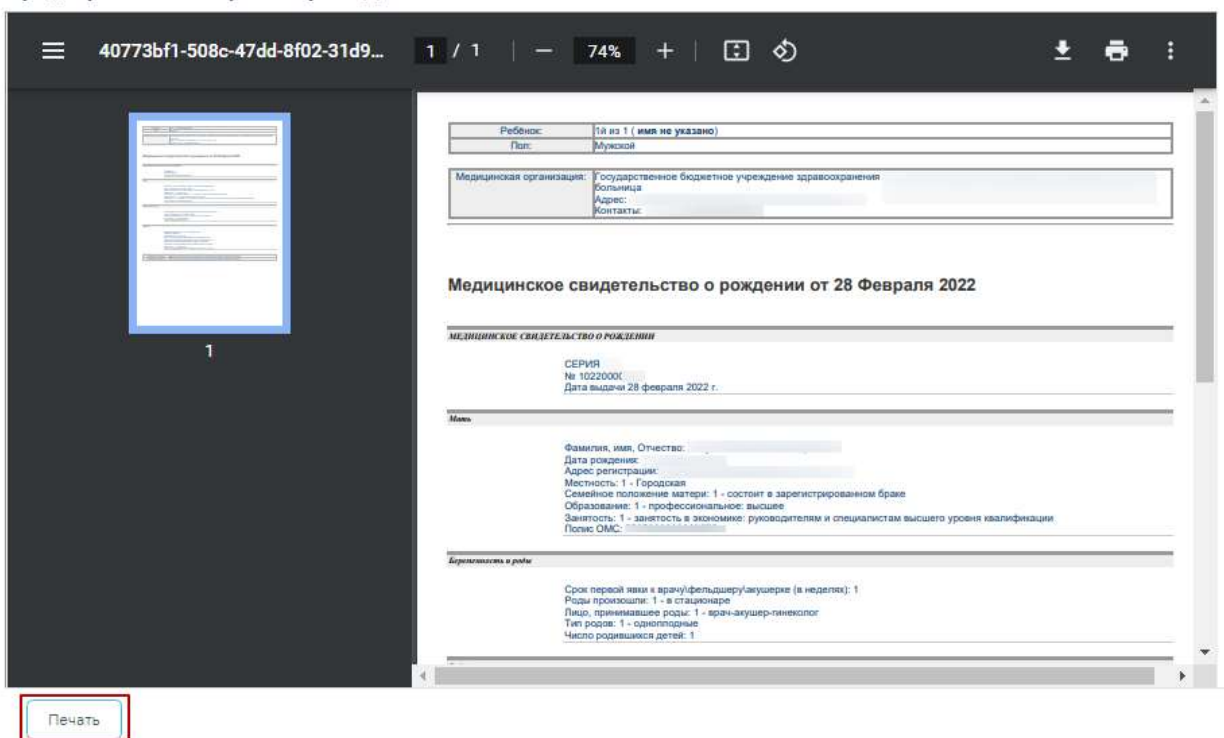 40773bf1-508c-47dd-8f02-31d9... 1 / 1 74%
1
Ребёнок: 1й из 1 ( имя не указано)
Пол: Мужской
Медицинская организация: Государственное бюджетное учреждение здравоохранения
больница
Адрес:
Контакты:
Медицинское свидетельство о рождении от 28 Февраля 2022
МЕДИЦИНСКОЕ СВИДЕТЕЛЬСТВО О РОЖДЕНИИ
СЕРИЯ
№ 1022000
Дата выдачи 28 февраля 2022 г.
Мать
Фамилия, имя, Отчество:
Дата рождения:
Адрес регистрации:
Местность: 1 - Городская
Семейное положение матери: 1 - состоит в зарегистрированном браке
Образование: 1 - профессиональное: высшее
Занятость: 1 - занятость в экономике: руководителям и специалистам высшего уровня квалификации
Полис ОМС:
Беременность и роды
Срок первой явки к врачу\фельдшеру\акушерке (в неделях): 1
Роды произошли: 1 - в стационаре
Лицо, принимавшее роды: 1 - врач-акушер-гинеколог
Тип родов: 1 - одноплодные
Число родившихся детей: 1
Печать